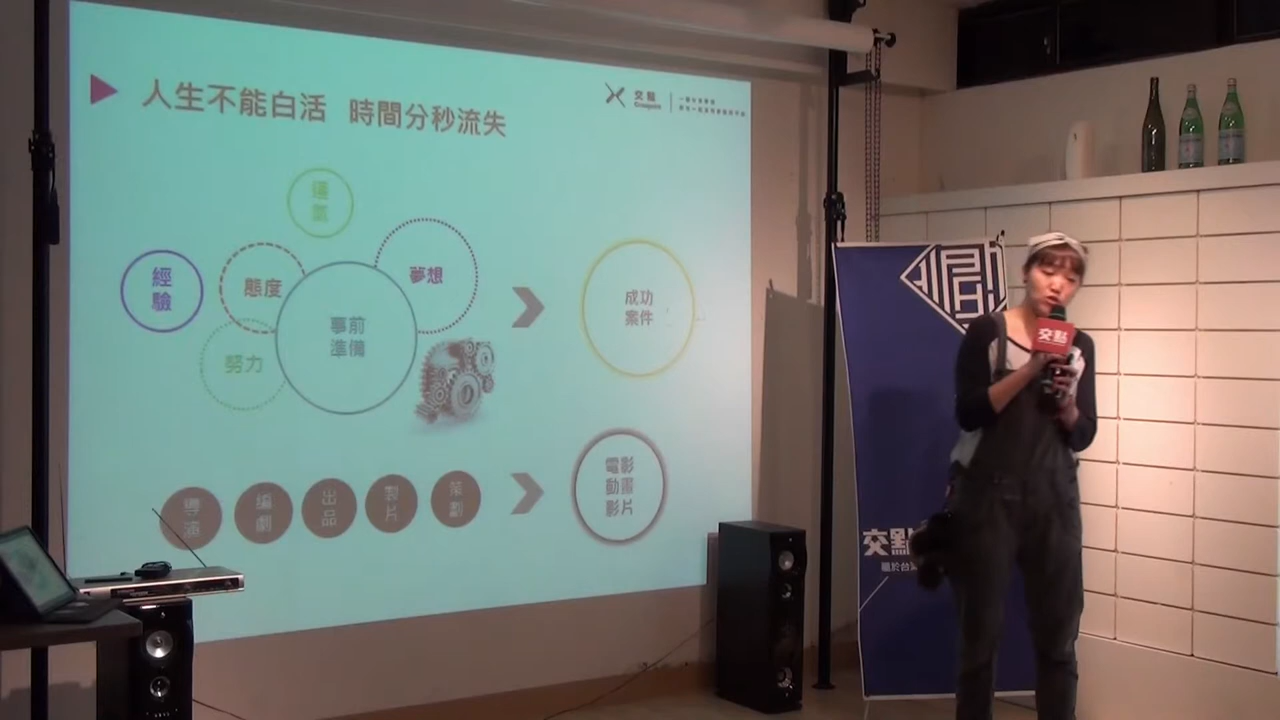 人生不能白活 時間分秒流失
交點
Crosspoint
運
氣
經
驗
態度
夢想
努力
事前
準備
成功
案件
導
演
編
劇
出
品
製
片
策
劃
電影
動畫
影片
交點
交點